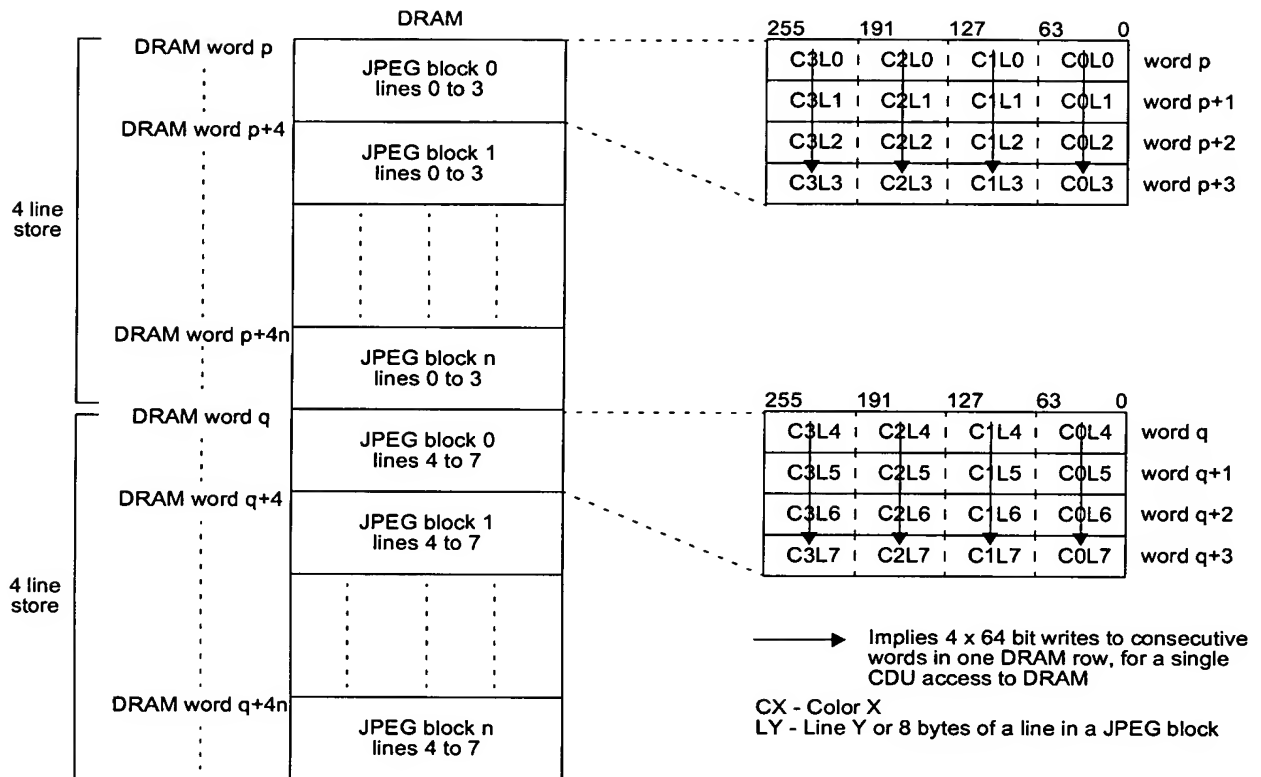 DRAM
DRAM word p
JPEG block 0
lines 0 to 3
DRAM word p+4
JPEG block 1
lines 0 to 3
4 line
store
DRAM word p+4n
JPEG block n
lines 0 to 3
DRAM word q
JPEG block 0
lines 4 to 7
DRAM word q+4
JPEG block 1
lines 4 to 7
4 line
store
DRAM word q+4n
JPEG block n
lines 4 to 7
255 191 127 63 0
C3L0 C2L0 C1L0 C0L0 word p
C3L1 C2L1 C1L1 C0L1 word p+1
C3L2 C2L2 C1L2 C0L2 word p+2
C3L3 C2L3 C1L3 C0L3 word p+3
255 191 127 63 0
C3L4 C2L4 C1L4 C0L4 word q
C3L5 C2L5 C1L5 C0L5 word q+1
C3L6 C2L6 C1L6 C0L6 word q+2
C3L7 C2L7 C1L7 C0L7 word q+3
Implies 4 x 64 bit writes to consecutive
words in one DRAM row, for a single
CDU access to DRAM
CX - Color X
LY - Line Y or 8 bytes of a line in a JPEG block